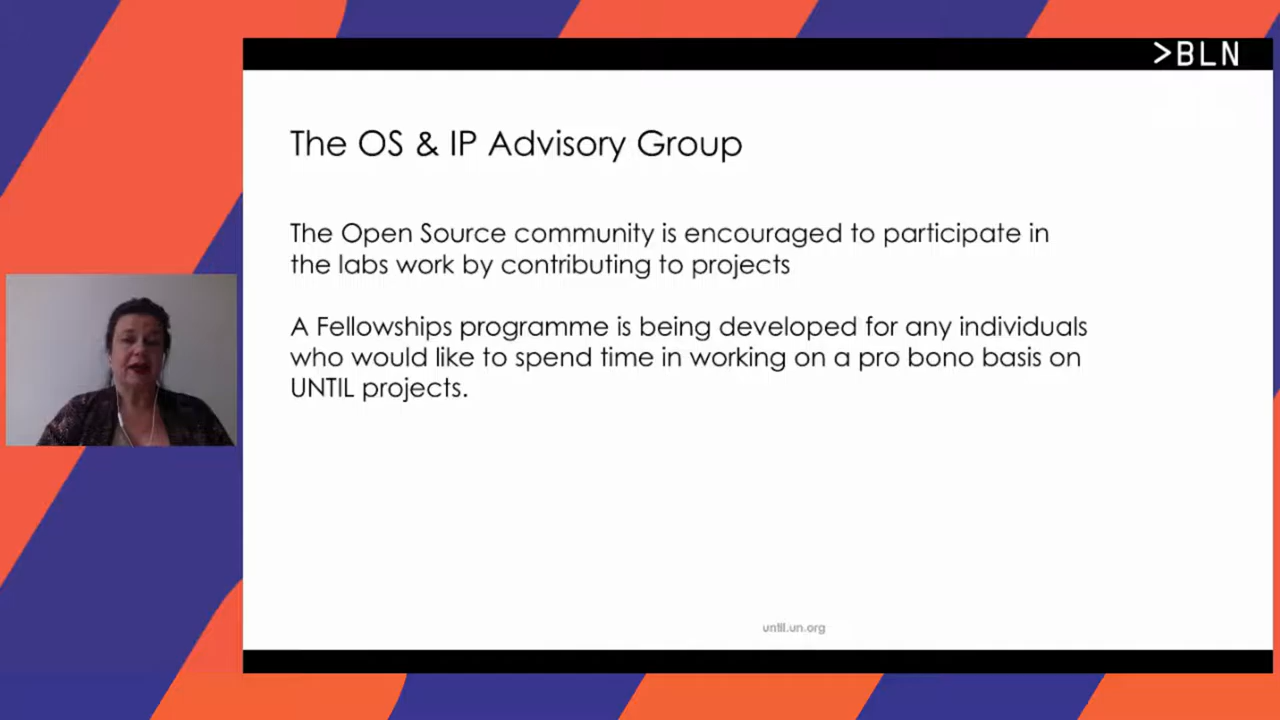 >BLN
The OS & IP Advisory Group
The Open Source community is encouraged to participate in
the labs work by contributing to projects
A Fellowships programme is being developed for any individuals
who would like to spend time in working on a pro bono basis on
UNTIL projects.
until.un.org